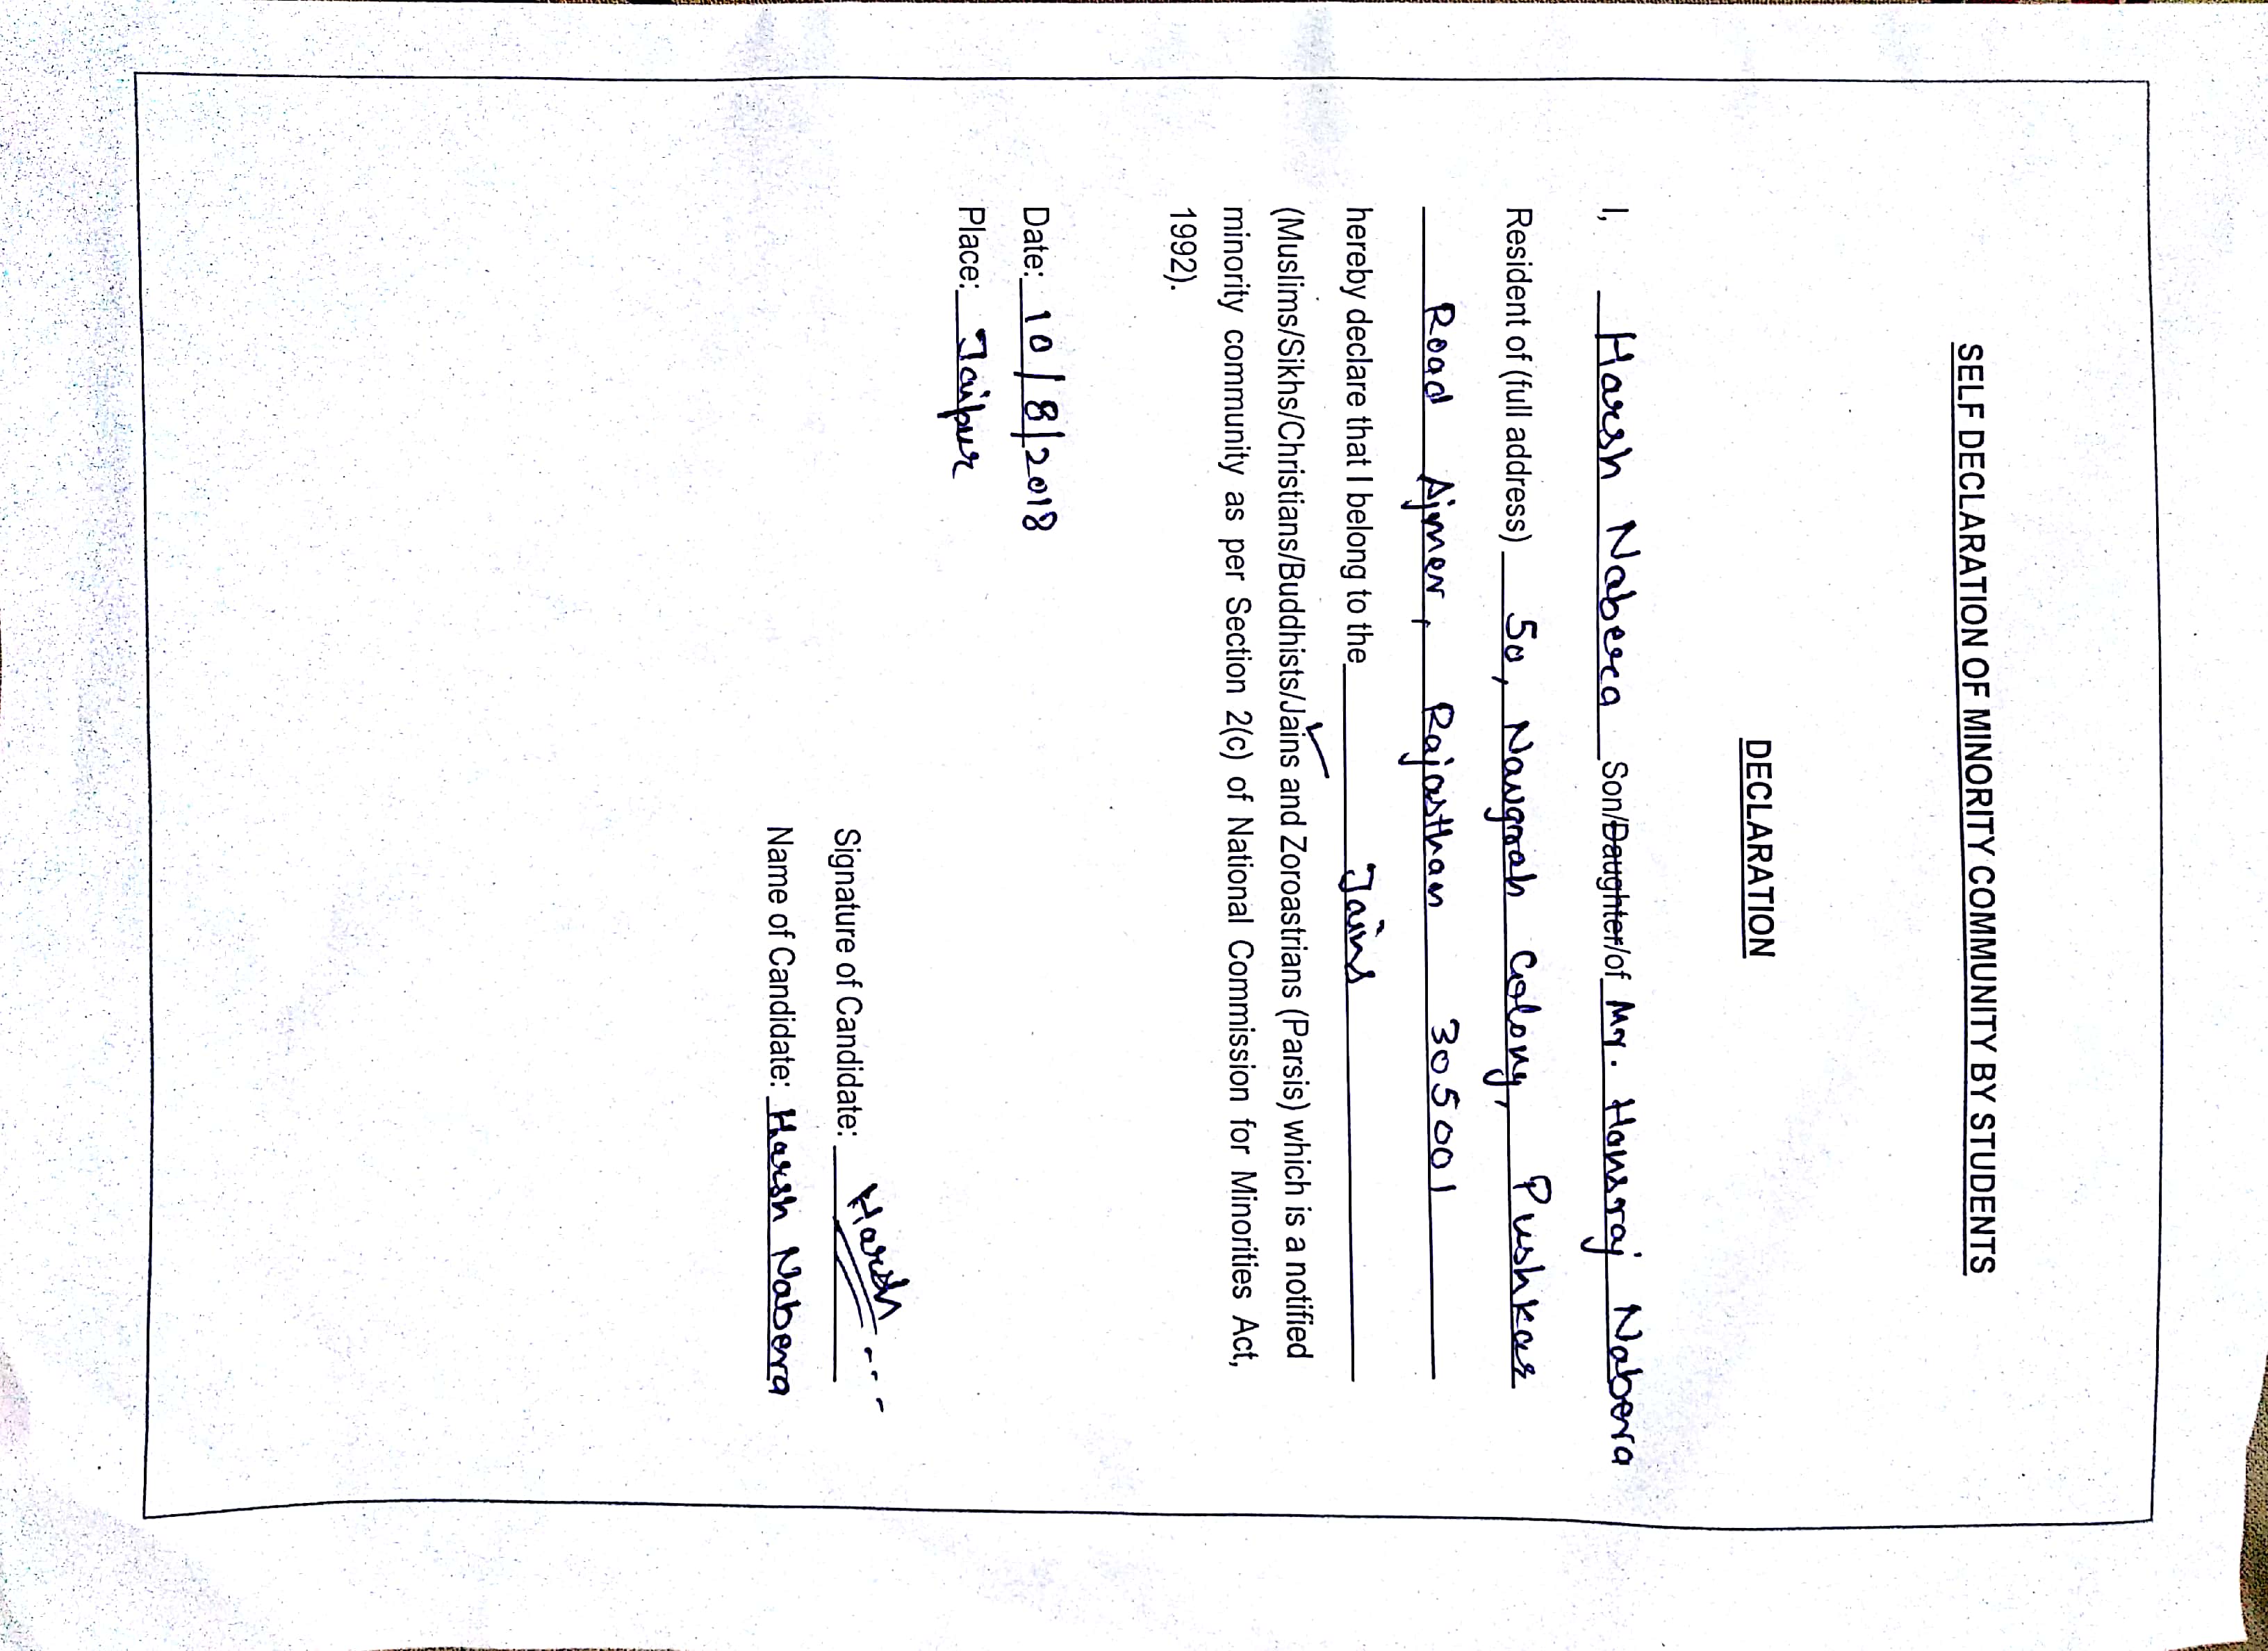 SELF DECLARATION OF MINORITY COMMUNITY BY STUDENTS
DECLARATION
I, Harsh Nabera Son/Daughter/of Mr. Hansraj Nabera
Resident of (full address) 50, Navgrah Colony, Pushkar
Road Ajmer, Rajasthan 305001
hereby declare that I belong to the Jains
(Muslims/Sikhs/Christians/Buddhists/Jains and Zoroastrians (Parsis) which is a notified
minority community as per Section 2(c) of National Commission for Minorities Act,
1992).
Date: 10/8/2018
Place: Jaipur
Signature of Candidate: Harsh
Name of Candidate: Harsh Nabera